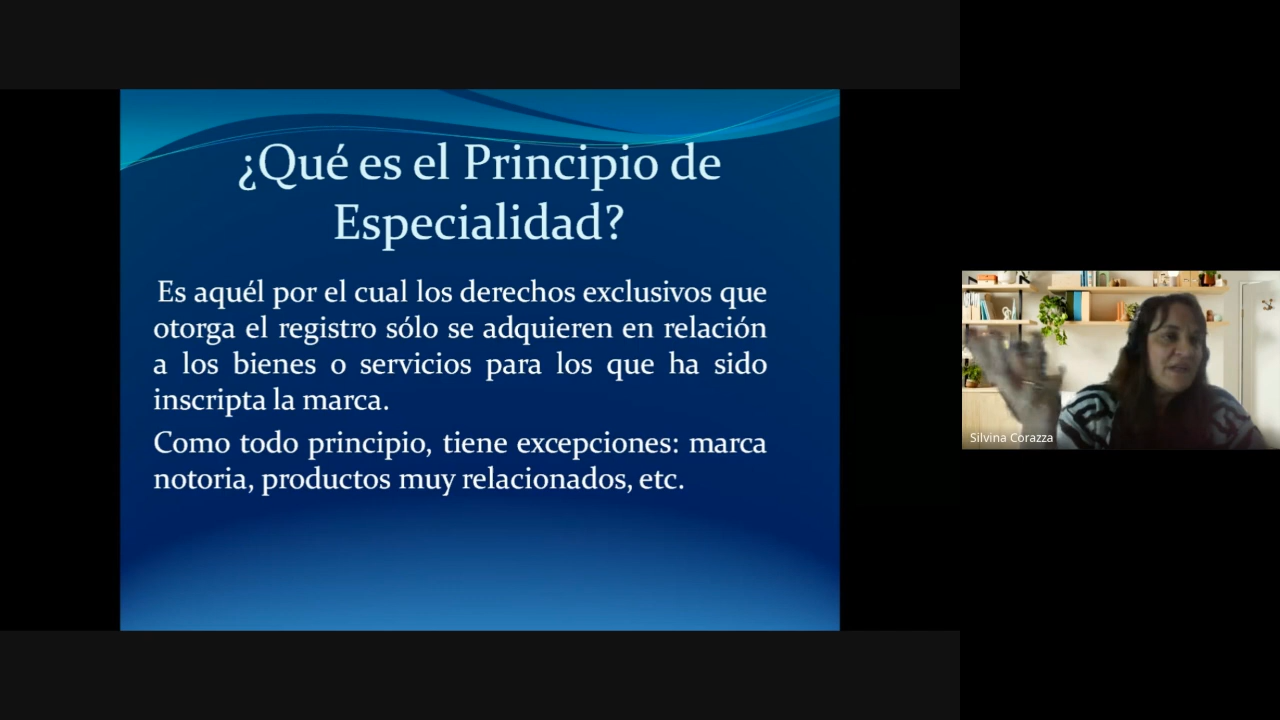 ¿Qué es el Principio de
Especialidad?
Es aquél por el cual los derechos exclusivos que
otorga el registro sólo se adquieren en relación
a los bienes o servicios para los que ha sido
inscripta la marca.
Como todo principio, tiene excepciones: marca
notoria, productos muy relacionados, etc.
Silvina Corazza